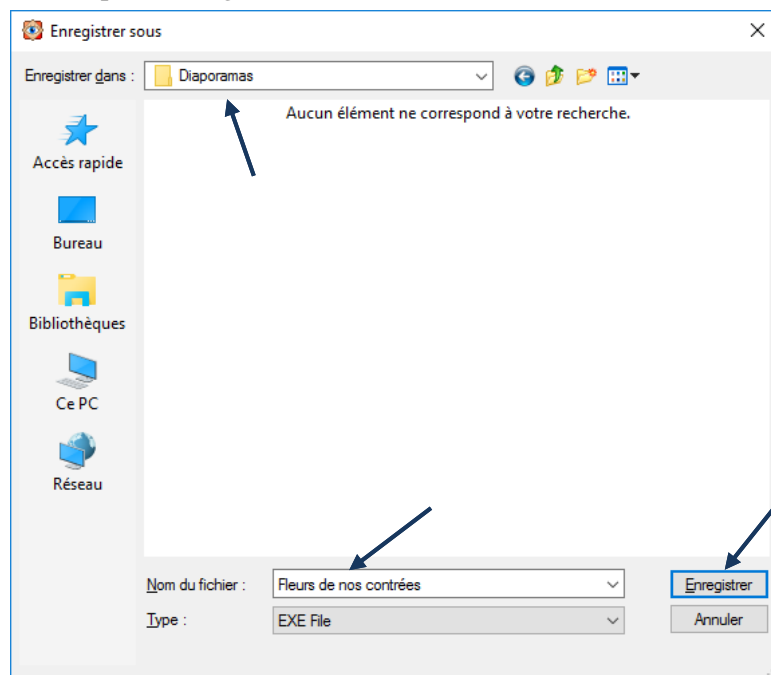 Enregistrer sous
Enregistrer dans : Diaporamas
Aucun élément ne correspond à votre recherche.
Accès rapide
Bureau
Bibliothèques
Ce PC
Réseau
Nom du fichier : Fleurs de nos contrées Enregistrer
Type : EXE File Annuler